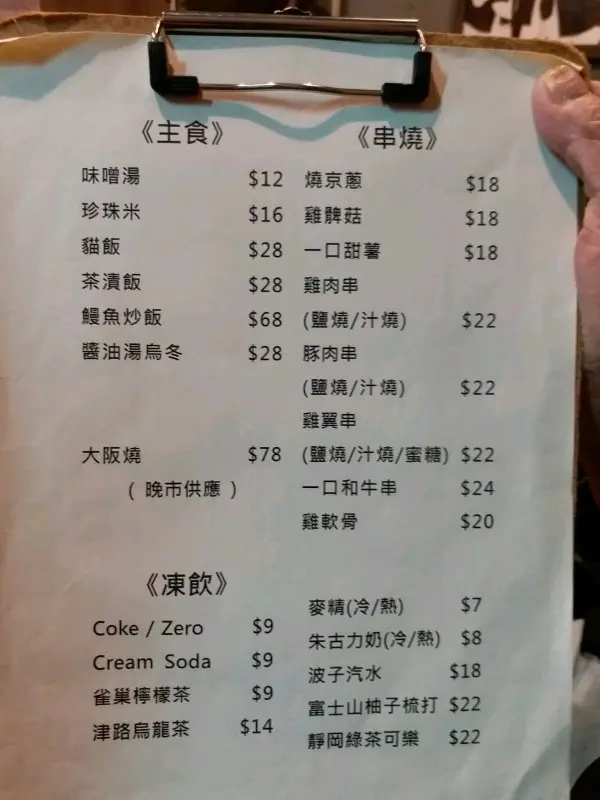 《主食》
味噌湯 $12
珍珠米 $16
貓飯 $28
茶漬飯 $28
鰻魚炒飯 $68
醬油湯烏冬 $28
大阪燒 $78
( 晚市供應 )
《串燒》
燒京蔥 $18
雞髀菇 $18
一口甜薯 $18
雞肉串
(鹽燒/汁燒) $22
豚肉串
(鹽燒/汁燒) $22
雞翼串
(鹽燒/汁燒/蜜糖) $22
一口和牛串 $24
雞軟骨 $20
《凍飲》
Coke / Zero $9
Cream Soda $9
雀巢檸檬茶 $9
津路烏龍茶 $14
麥精(冷/熱) $7
朱古力奶(冷/熱) $8
波子汽水 $18
富士山柚子梳打 $22
靜岡綠茶可樂 $22